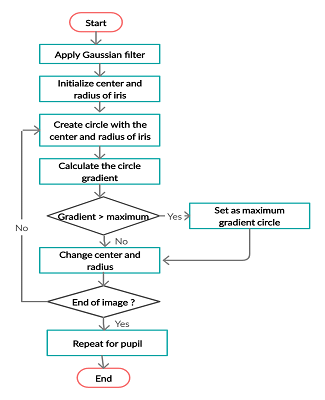 Start
Apply Gaussian filter
Initialize center and
radius of iris
Create circle with the
center and radius of iris
Calculate the circle
gradient
Gradient > maximum
Yes
Set as maximum
gradient circle
No
Change center and
radius
No
End of image ?
Yes
Repeat for pupil
End